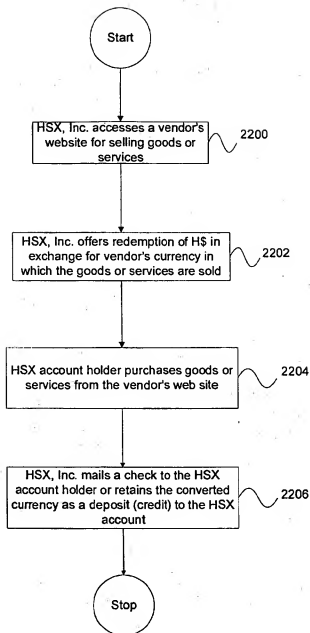 Start
HSX, Inc. accesses a vendor's
website for selling goods or
services
2200
HSX, Inc. offers redemption of H$ in
exchange for vendor's currency in
which the goods or services are sold
2202
HSX account holder purchases goods or
services from the vendor's web site
2204
HSX, Inc. mails a check to the HSX
account holder or retains the converted
currency as a deposit (credit) to the HSX
account
2206
Stop